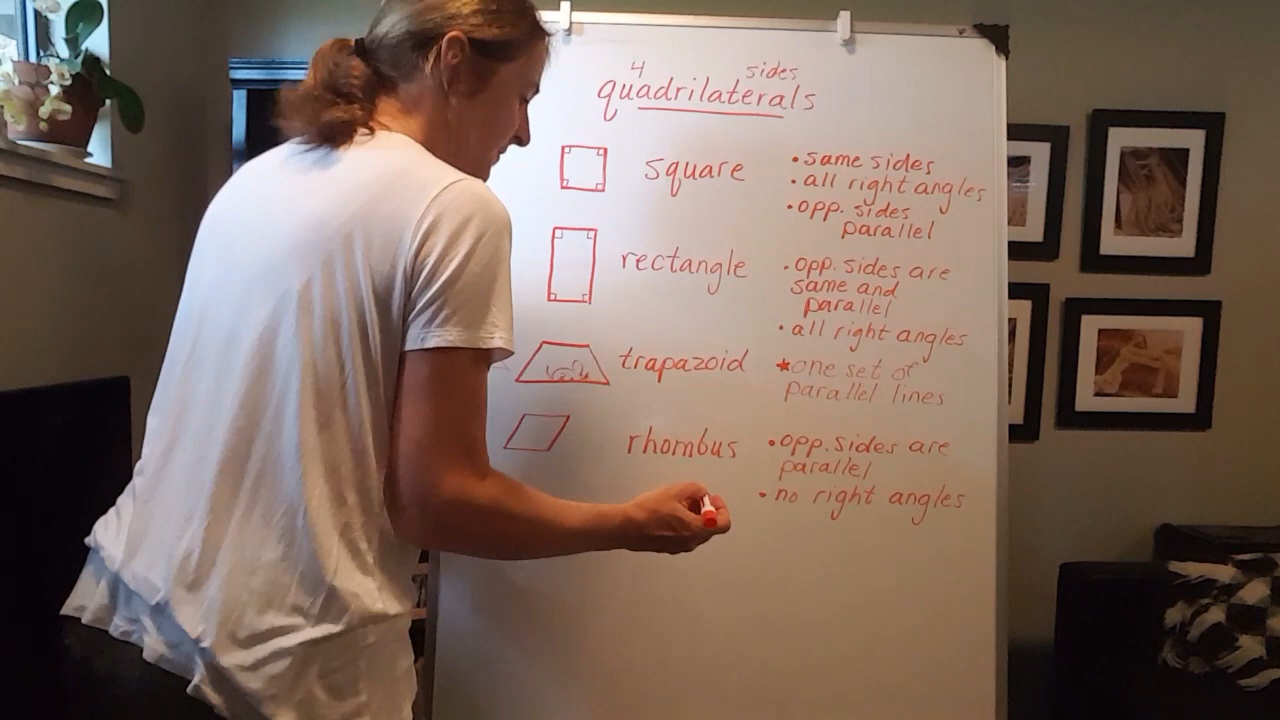 4 sides
quadrilaterals
square
• same sides
• all right angles
• opp. sides
parallel
rectangle
• opp. sides are
same and
parallel
• all right angles
trapazoid
* one set of
parallel lines
rhombus
• opp. sides are
parallel
• no right angles